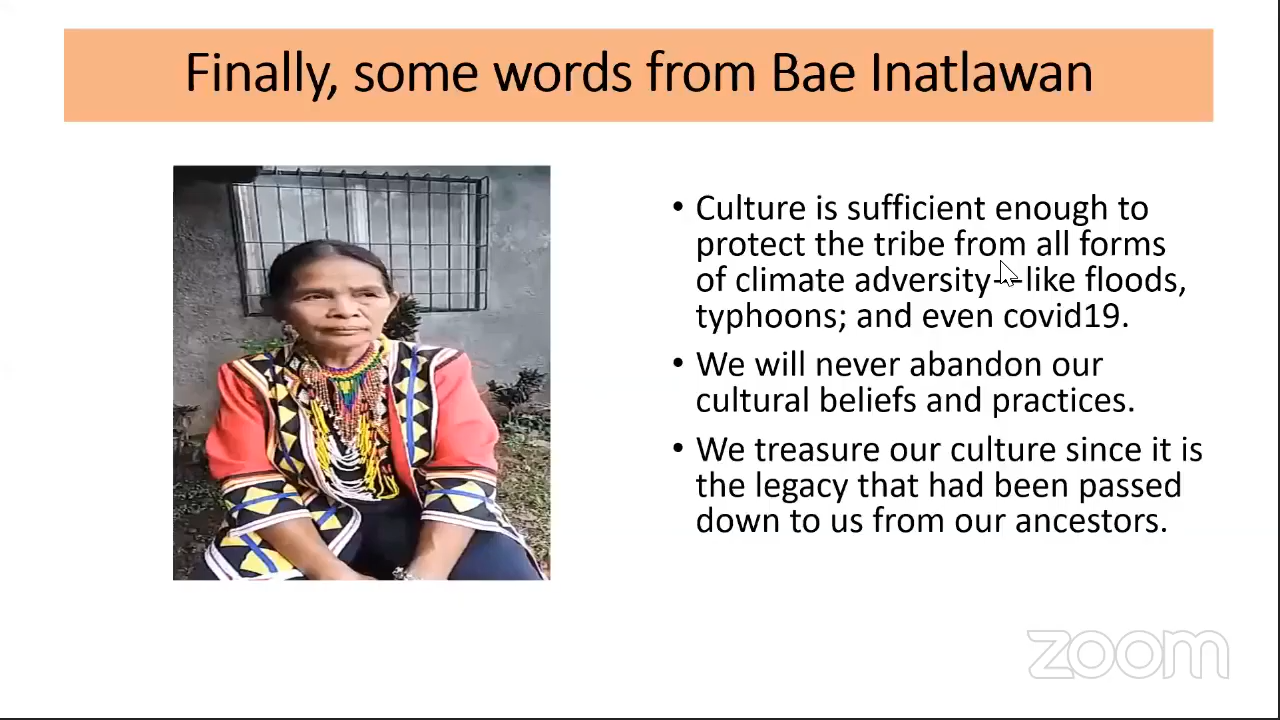 Finally, some words from Bae Inatlawan
• Culture is sufficient enough to
protect the tribe from all forms
of climate adversity--like floods,
typhoons; and even covid19.
• We will never abandon our
cultural beliefs and practices.
• We treasure our culture since it is
the legacy that had been passed
down to us from our ancestors.
zoom